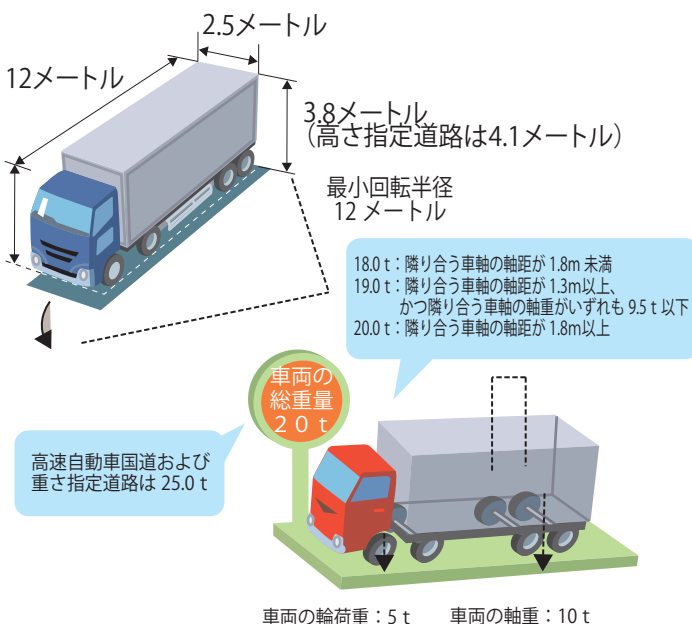 2.5メートル
12メートル
3.8メートル
（高さ指定道路は4.1メートル）
最小回転半径
12 メートル
18.0 t：隣り合う車軸の軸距が 1.8m 未満
19.0 t：隣り合う車軸の軸距が 1.3m以上、
かつ隣り合う車軸の軸重がいずれも 9.5 t 以下
20.0 t：隣り合う車軸の軸距が 1.8m以上
車両の
総重量
２０ｔ
高速自動車国道および
重さ指定道路は 25.0 t
車両の輪荷重：5 t
車両の軸重：10 t